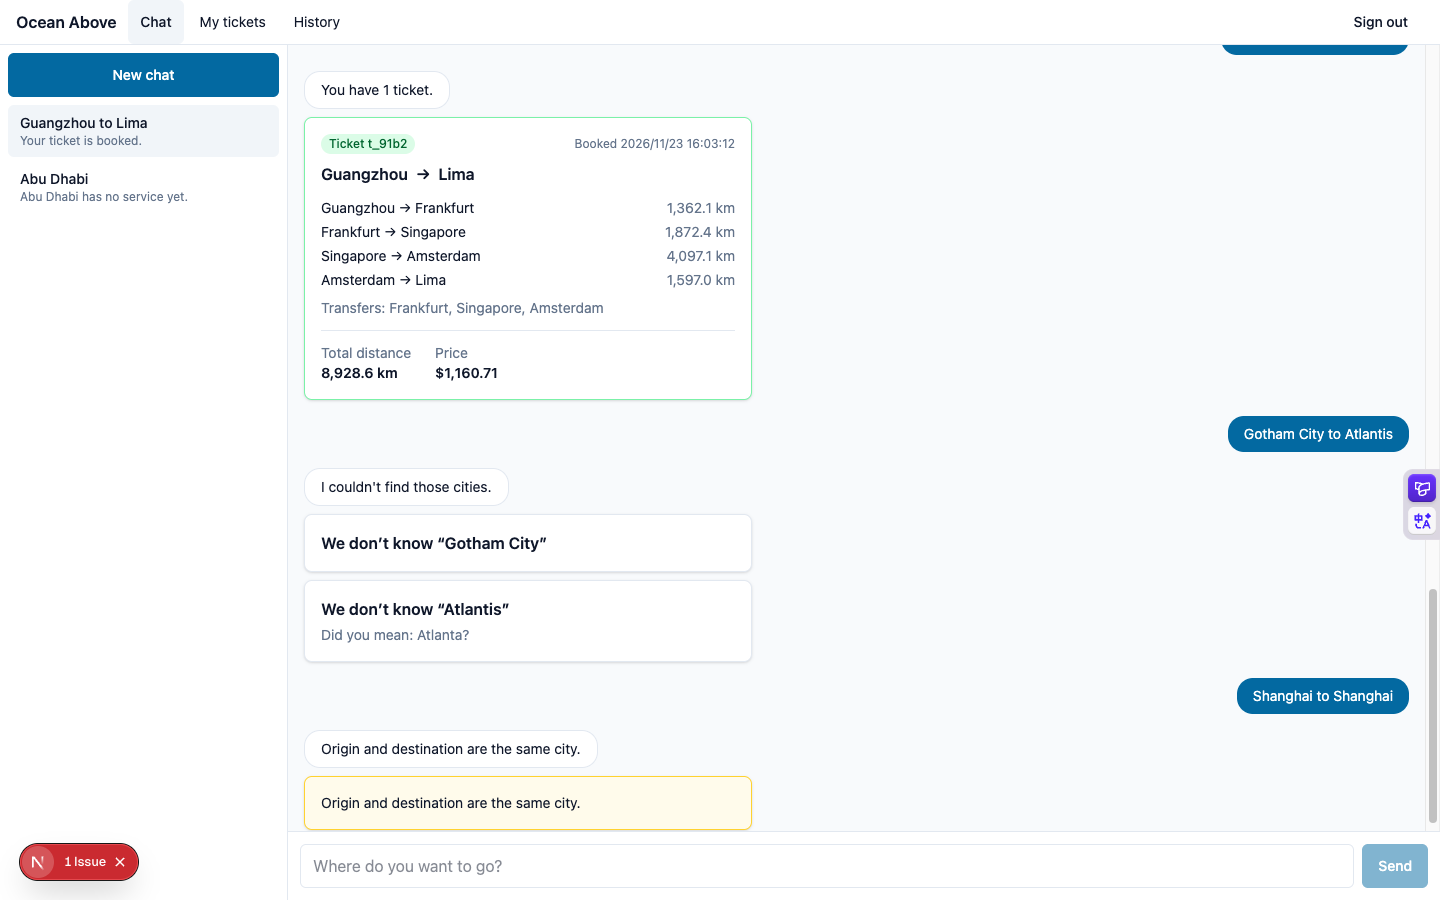 Ocean Above
Chat
My tickets
History
Sign out
New chat
Guangzhou to Lima
Your ticket is booked.
Abu Dhabi
Abu Dhabi has no service yet.
You have 1 ticket.
Ticket t_91b2
Booked 2026/11/23 16:03:12
Guangzhou → Lima
Guangzhou → Frankfurt 1,362.1 km
Frankfurt → Singapore 1,872.4 km
Singapore → Amsterdam 4,097.1 km
Amsterdam → Lima 1,597.0 km
Transfers: Frankfurt, Singapore, Amsterdam
Total distance Price
8,928.6 km $1,160.71
Gotham City to Atlantis
I couldn't find those cities.
We don’t know “Gotham City”
We don’t know “Atlantis”
Did you mean: Atlanta?
Shanghai to Shanghai
Origin and destination are the same city.
Origin and destination are the same city.
Where do you want to go?
Send
N 1 Issue
中A